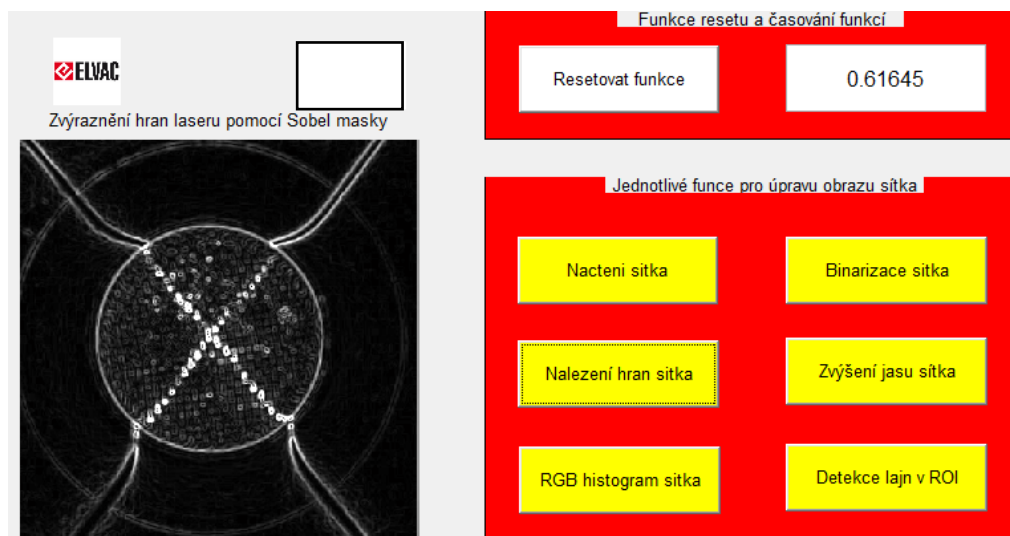 ELVAC
Zvýraznění hran laseru pomocí Sobel masky
Funkce resetu a časování funkcí
Resetovat funkce
0.61645
Jednotlivé funce pro úpravu obrazu sítka
Nacteni sitka
Binarizace sitka
Nalezení hran sitka
Zvýšení jasu sítka
RGB histogram sitka
Detekce lajn v ROI